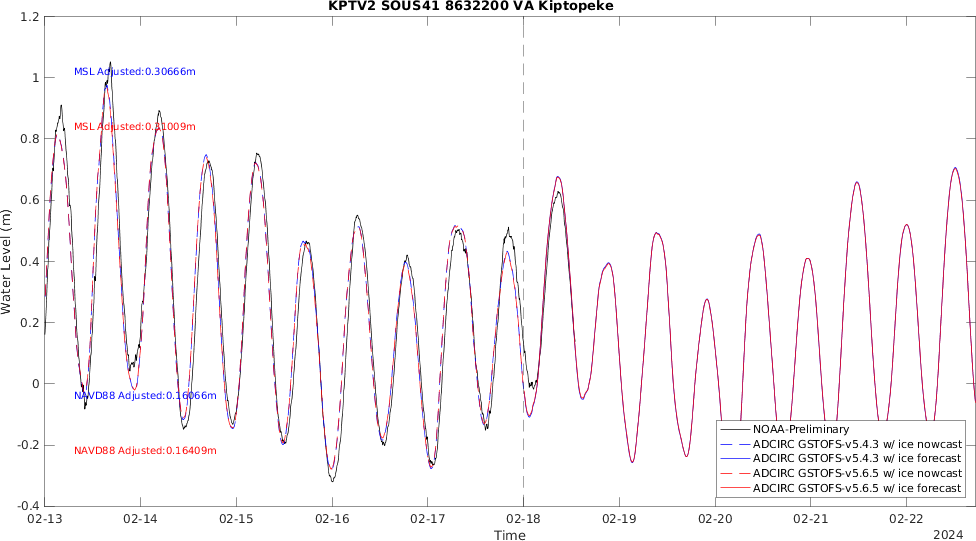 KPTV2 SOUS41 8632200 VA Kiptopeke
1.2
1
0.8
0.6
0.4
0.2
0
-0.2
-0.4
Water Level (m)
MSL Adjusted:0.30666m
MSL Adjusted:0.31009m
NAVD88 Adjusted:0.16066m
NAVD88 Adjusted:0.16409m
NOAA-Preliminary
ADCIRC GSTOFS-v5.4.3 w/ ice nowcast
ADCIRC GSTOFS-v5.4.3 w/ ice forecast
ADCIRC GSTOFS-v5.6.5 w/ ice nowcast
ADCIRC GSTOFS-v5.6.5 w/ ice forecast
02-13 02-14 02-15 02-16 02-17 02-18 02-19 02-20 02-21 02-22
Time
2024